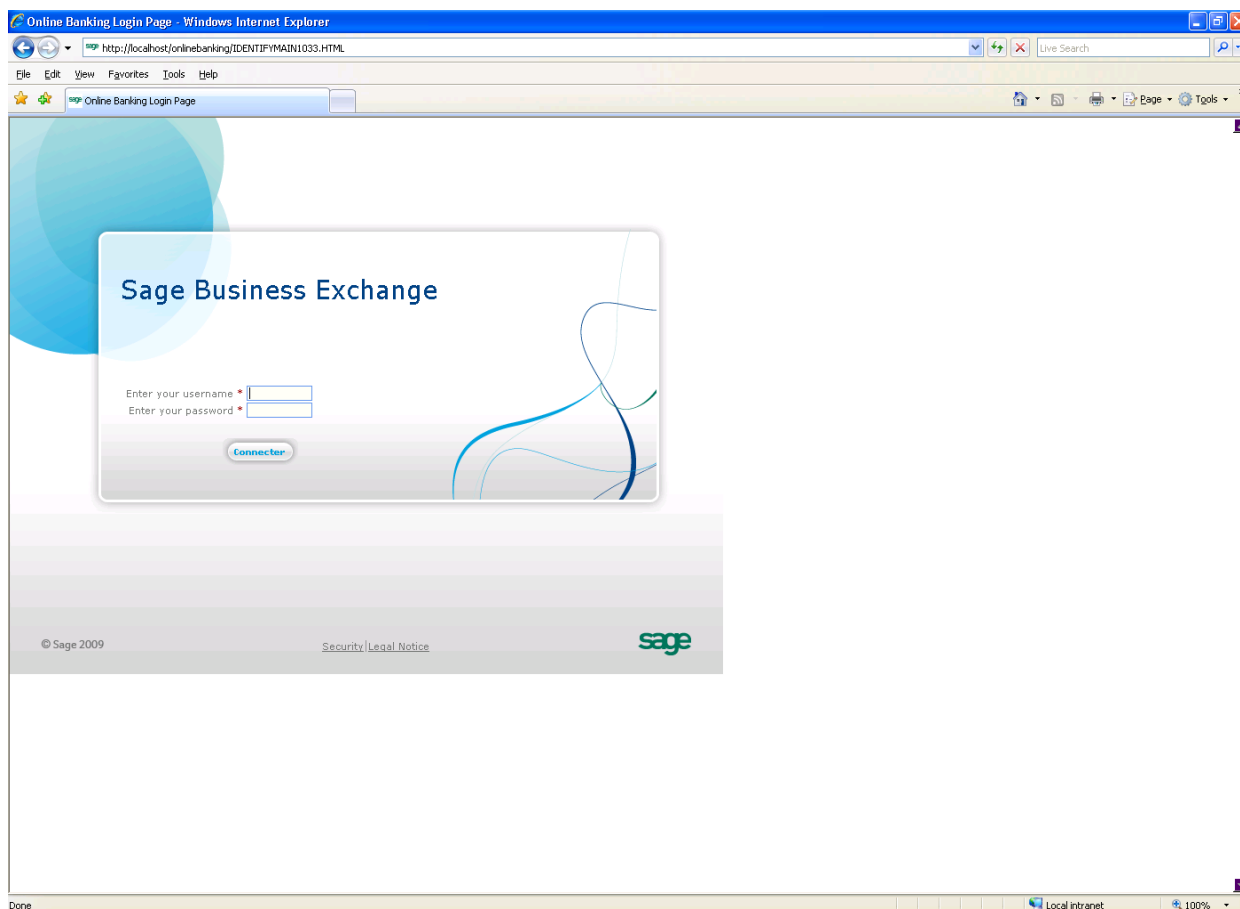 Online Banking Login Page - Windows Internet Explorer
sage http://localhost/onlinebanking/IDENTIFYMAIN1033.HTML Live Search
File Edit View Favorites Tools Help
sage Online Banking Login Page Page Tools
Sage Business Exchange
Enter your username *
Enter your password *
Connecter
© Sage 2009 Security|Legal Notice sage
Done Local intranet 100%